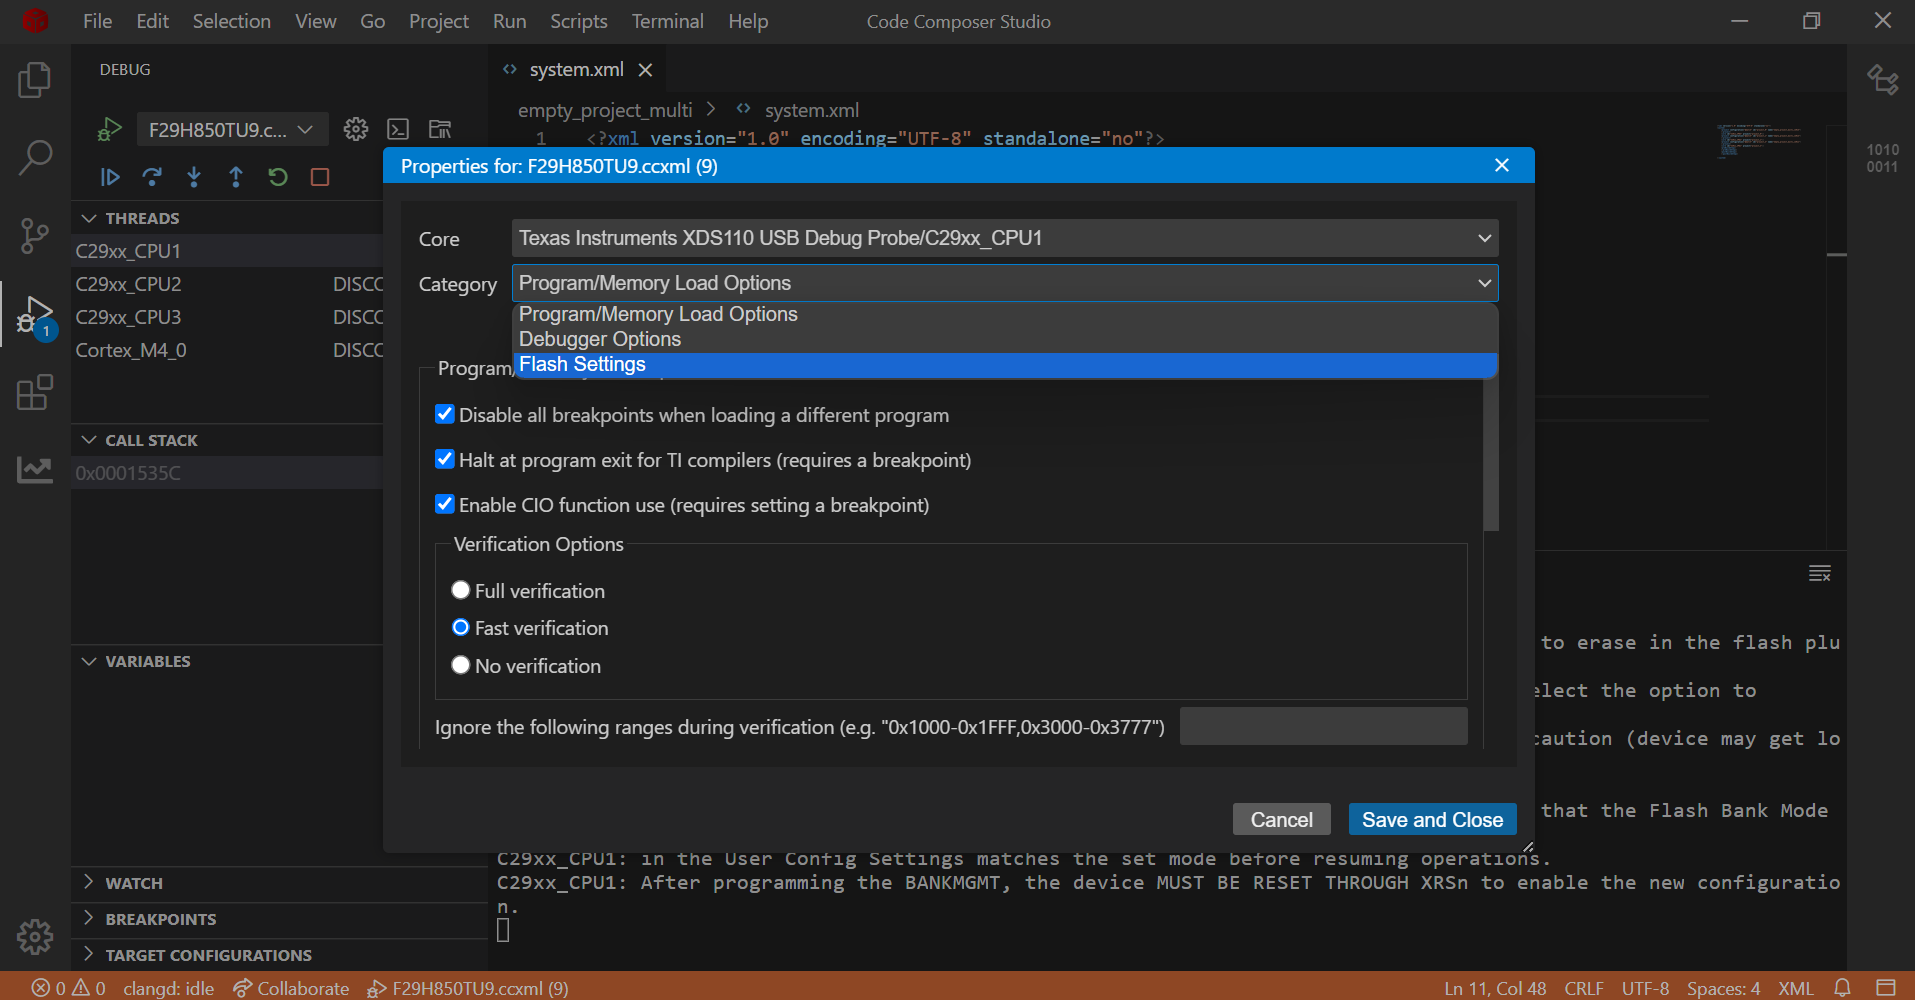 File Edit Selection View Go Project Run Scripts Terminal Help Code Composer Studio
DEBUG
F29H850TU9.c...
THREADS
C29xx_CPU1
C29xx_CPU2 DISCC
C29xx_CPU3 DISCC
Cortex_M4_0 DISCC
CALL STACK
0x0001535C
VARIABLES
WATCH
BREAKPOINTS
TARGET CONFIGURATIONS
system.xml
empty_project_multi > system.xml
1 <?xml version="1.0" encoding="UTF-8" standalone="no"?>
1010
0011
1
Properties for: F29H850TU9.ccxml (9)
Core Texas Instruments XDS110 USB Debug Probe/C29xx_CPU1
Category Program/Memory Load Options
Program/Memory Load Options
Debugger Options
Flash Settings
Program/
Disable all breakpoints when loading a different program
Halt at program exit for TI compilers (requires a breakpoint)
Enable CIO function use (requires setting a breakpoint)
Verification Options
Full verification
Fast verification
No verification
Ignore the following ranges during verification (e.g. "0x1000-0x1FFF,0x3000-0x3777")
Cancel Save and Close
to erase in the flash plu
elect the option to
caution (device may get lo
that the Flash Bank Mode
C29xx_CPU1: in the User Config Settings matches the set mode before resuming operations.
C29xx_CPU1: After programming the BANKMGMT, the device MUST BE RESET THROUGH XRSn to enable the new configuratio
n.
0 0 clangd: idle Collaborate F29H850TU9.ccxml (9) Ln 11, Col 48 CRLF UTF-8 Spaces: 4 XML